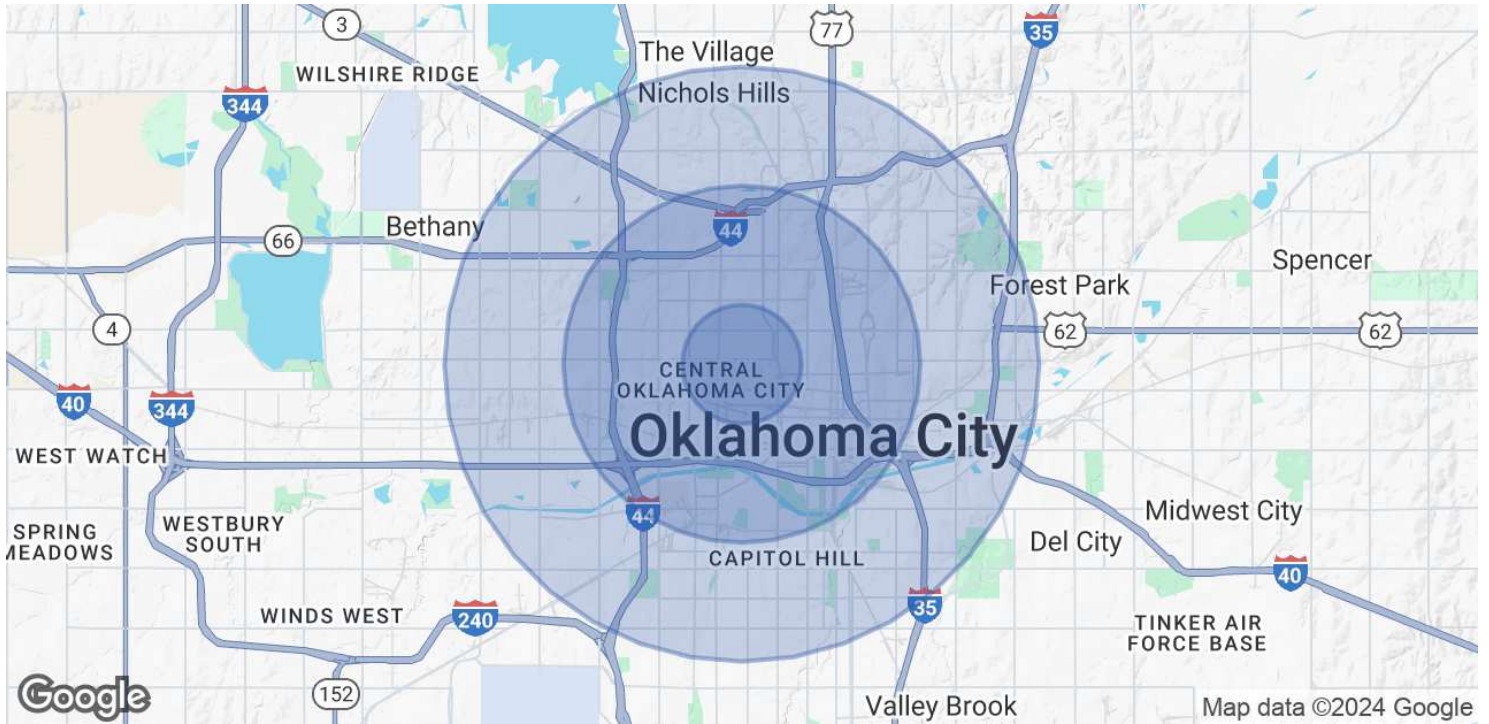 3
77
35
The Village
WILSHIRE RIDGE
Nichols Hills
344
Bethany
44
66
Spencer
Forest Park
4
62
62
CENTRAL
OKLAHOMA CITY
40
344
Oklahoma City
WEST WATCH
44
Midwest City
SPRING
MEADOWS
WESTBURY
SOUTH
Del City
CAPITOL HILL
40
35
WINDS WEST
240
TINKER AIR
FORCE BASE
152
Google
Valley Brook
Map data ©2024 Google